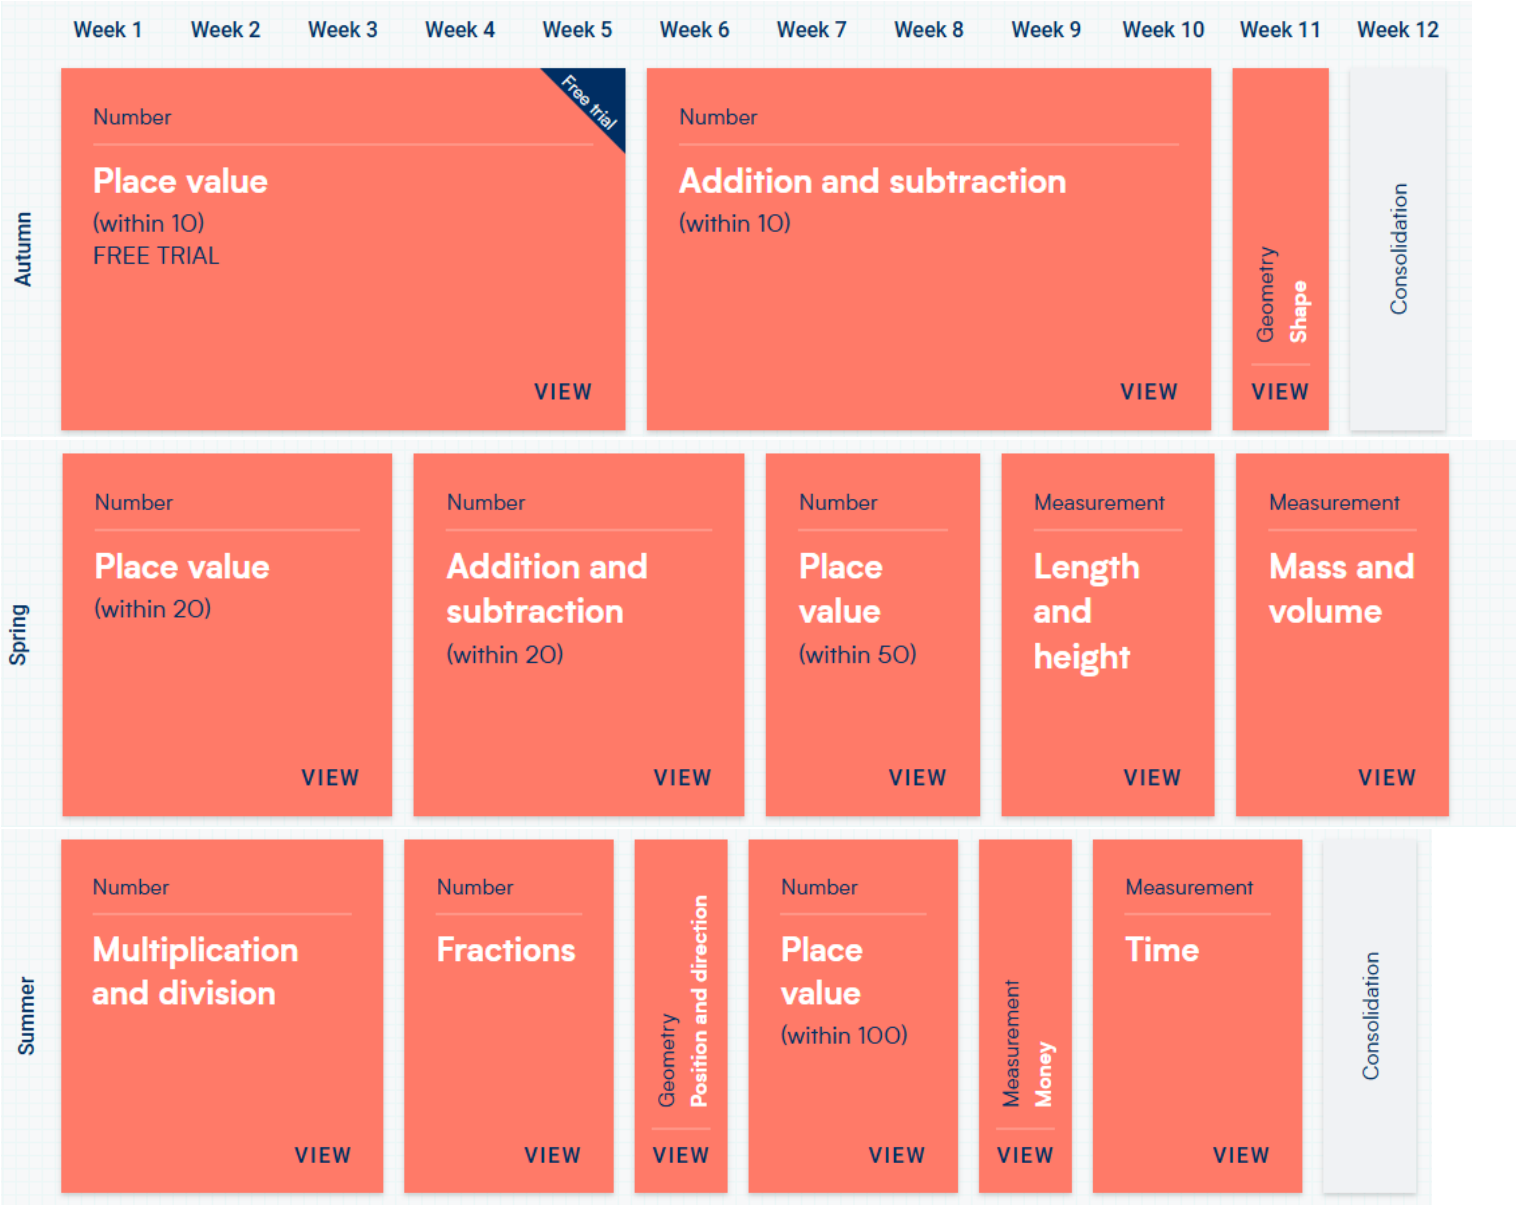 Week 1 Week 2 Week 3 Week 4 Week 5 Week 6 Week 7 Week 8 Week 9 Week 10 Week 11 Week 12
Autumn
Number
Free trial
Place value
(within 10)
FREE TRIAL
VIEW
Number
Addition and subtraction
(within 10)
VIEW
Geometry
Shape
VIEW
Consolidation
Spring
Number
Place value
(within 20)
VIEW
Number
Addition and
subtraction
(within 20)
VIEW
Number
Place
value
(within 50)
VIEW
Measurement
Length
and
height
VIEW
Measurement
Mass and
volume
VIEW
Summer
Number
Multiplication
and division
VIEW
Number
Fractions
VIEW
Geometry
Position and direction
VIEW
Number
Place
value
(within 100)
VIEW
Measurement
Money
VIEW
Measurement
Time
VIEW
Consolidation